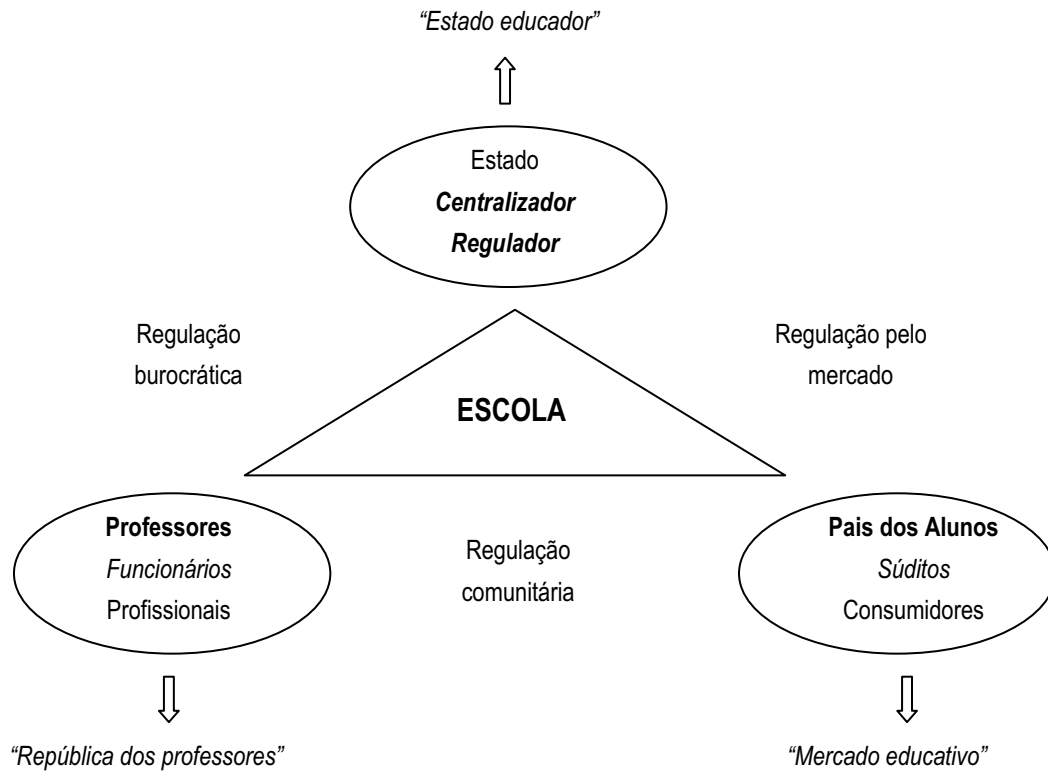 “Estado educador”
Estado
Centralizador
Regulador
Regulação
burocrática
Regulação pelo
mercado
ESCOLA
Professores
Funcionários
Profissionais
Regulação
comunitária
Pais dos Alunos
Súditos
Consumidores
“República dos professores”
“Mercado educativo”